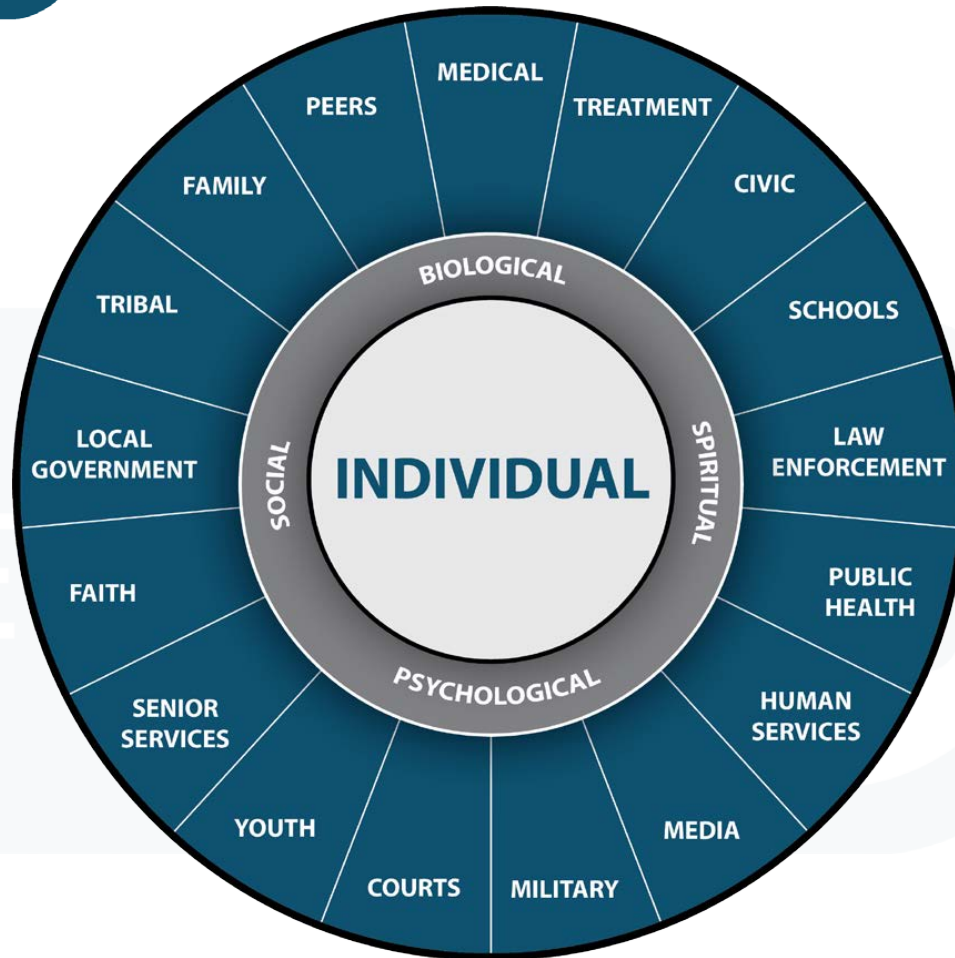 MEDICAL
TREATMENT
CIVIC
SCHOOLS
LAW
ENFORCEMENT
PUBLIC
HEALTH
HUMAN
SERVICES
MEDIA
MILITARY
COURTS
YOUTH
SENIOR
SERVICES
FAITH
LOCAL
GOVERNMENT
TRIBAL
FAMILY
PEERS
BIOLOGICAL
SPIRITUAL
PSYCHOLOGICAL
SOCIAL
INDIVIDUAL